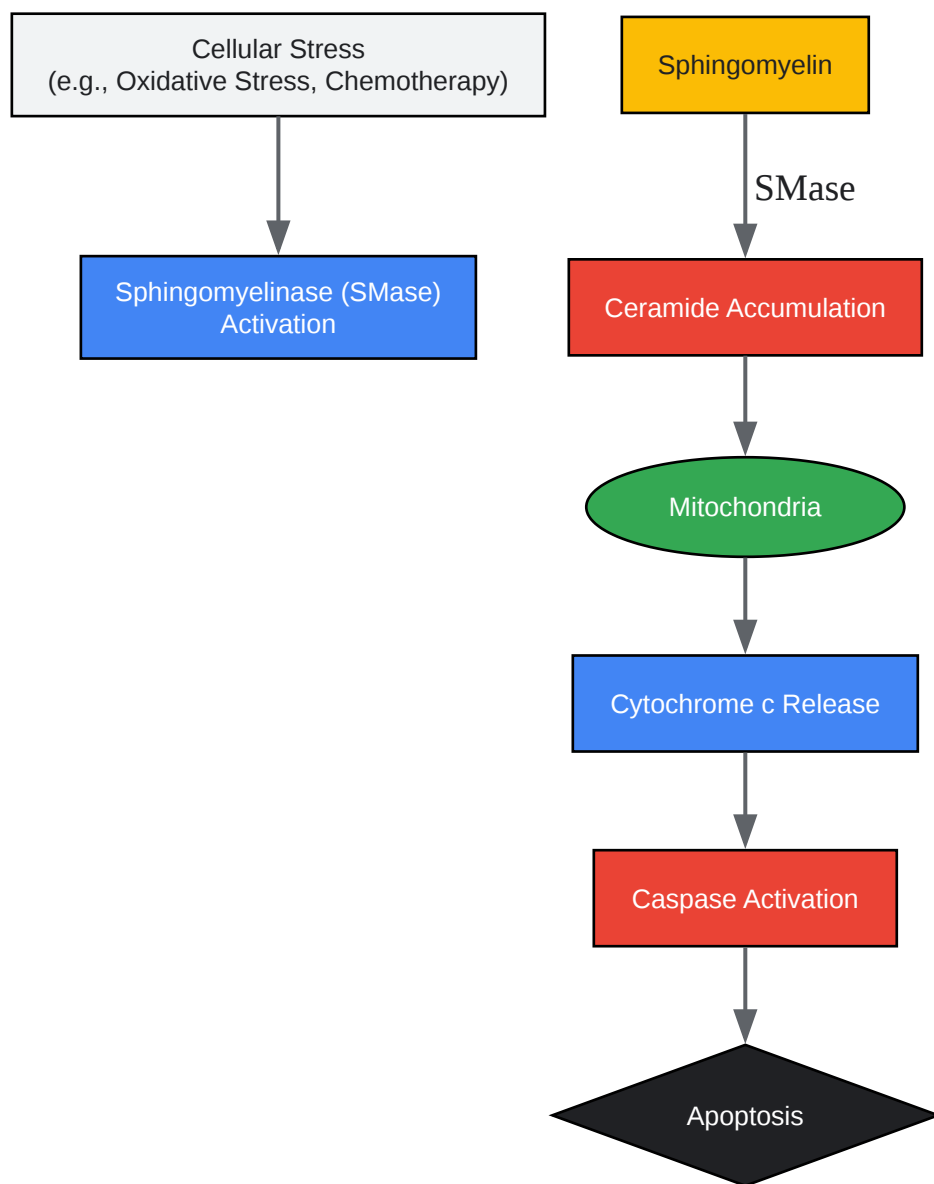 Cellular Stress
(e.g., Oxidative Stress, Chemotherapy)
Sphingomyelinase (SMase)
Activation
Sphingomyelin
SMase
Ceramide Accumulation
Mitochondria
Cytochrome c Release
Caspase Activation
Apoptosis